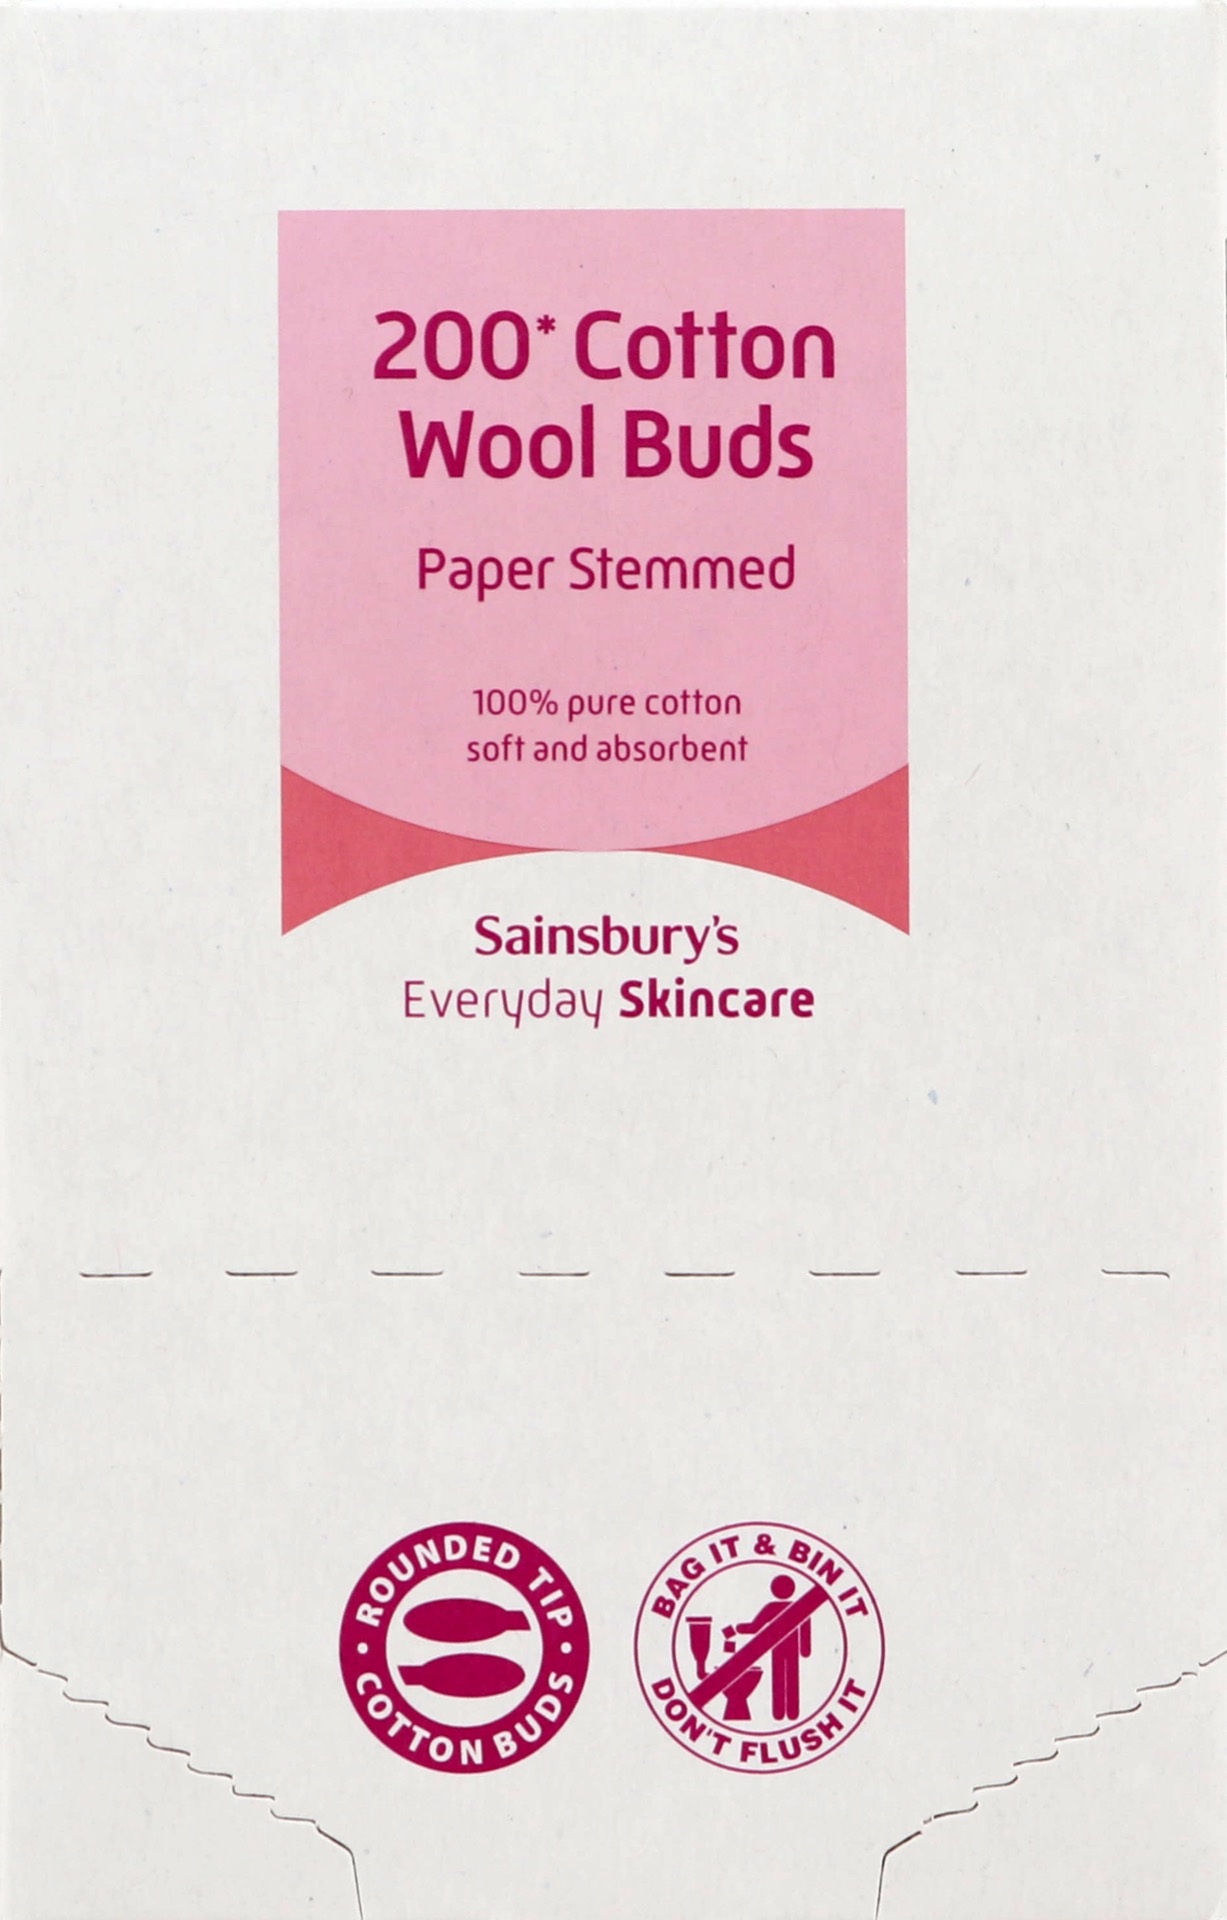 200* Cotton
Wool Buds
Paper Stemmed
100% pure cotton
soft and absorbent
Sainsbury's
Everyday Skincare
ROUNDED TIP
• COTTON BUDS •
BAG IT & BIN IT
DON'T FLUSH IT